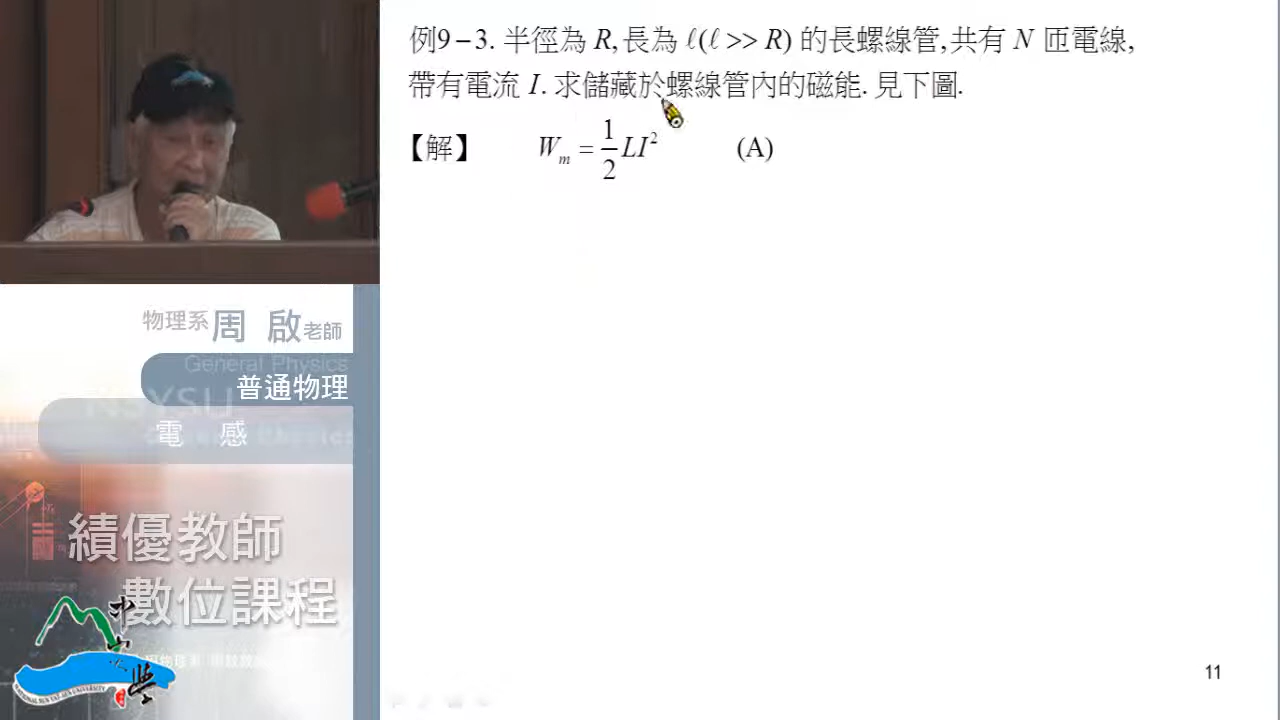 例9－3. 半徑為 R, 長為 ℓ(ℓ >> R) 的長螺線管, 共有 N 匝電線,
帶有電流 I. 求儲藏於螺線管內的磁能. 見下圖.
【解】 W_m = 1/2 LI² (A)
物理系 周 啟 老師
General Physics
普通物理
NSYSU
電 感
績優教師
數位課程
11